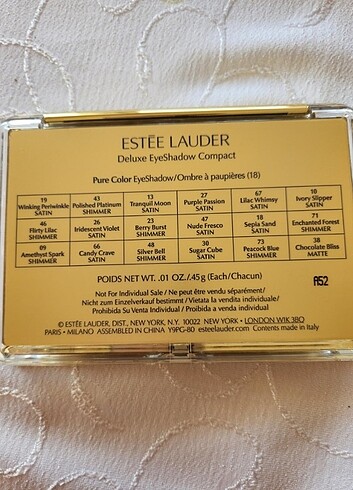 ESTĒE LAUDER
Deluxe EyeShadow Compact
Pure Color EyeShadow/Ombre à paupières (18)
19 43 13 27 67 10
Winking Periwinkle Polished Platinum Tranquil Moon Purple Passion Lilac Whimsy Ivory Slipper
SATIN SHIMMER SATIN SATIN SATIN SATIN
46 26 23 47 18 71
Flirty Lilac Iridescent Violet Berry Burst Nude Fresco Sepia Sand Enchanted Forest
SHIMMER SATIN SHIMMER SATIN SATIN SHIMMER
09 66 48 30 73 38
Amethyst Spark Candy Crave Silver Bell Sugar Cube Peacock Blue Chocolate Bliss
SHIMMER SATIN SHIMMER SATIN SHIMMER MATTE
POIDS NET WT. .01 OZ./.45g (Each/Chacun)
A52
Not For Individual Sale / Ne peut être vendu séparément/
Nicht zum Einzelverkauf bestimmt / Vietata la vendita individuale/
Prohibida Su Venta Individual / Proibida a venda individual
© ESTĒE LAUDER, DIST., NEW YORK, N.Y. 10022 NEW YORK • LONDON W1K 3BQ
PARIS • MILANO ASSEMBLED IN CHINA Y9PG-80 esteelauder.com Contents made in Italy